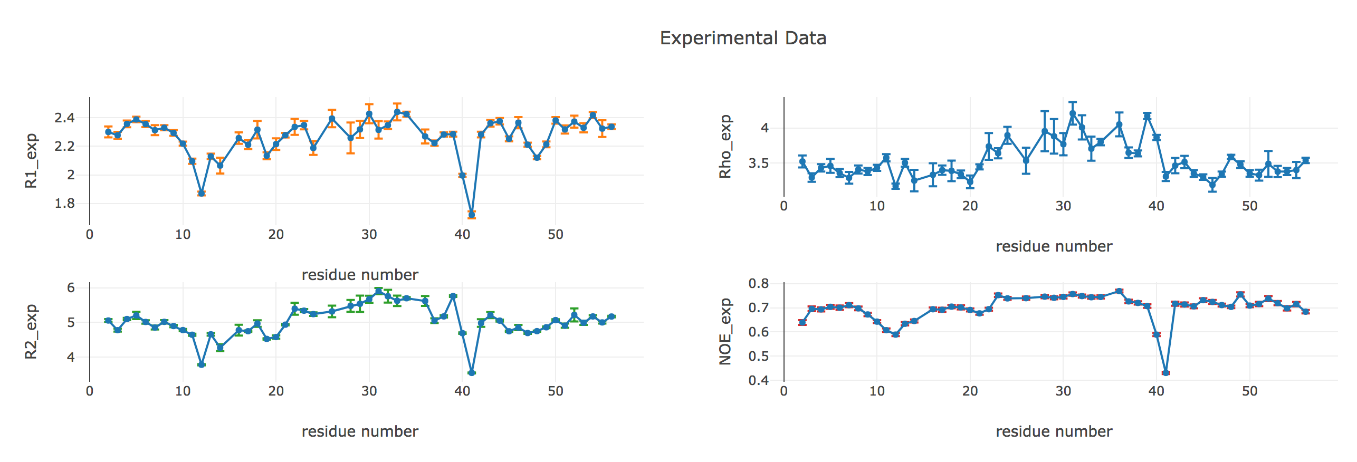 Experimental Data
R1_exp
2.4
2.2
2
1.8
0 10 20 30 40 50
residue number
Rho_exp
4
3.5
0 10 20 30 40 50
residue number
R2_exp
6
5
4
0 10 20 30 40 50
residue number
NOE_exp
0.8
0.7
0.6
0.5
0.4
0 10 20 30 40 50
residue number